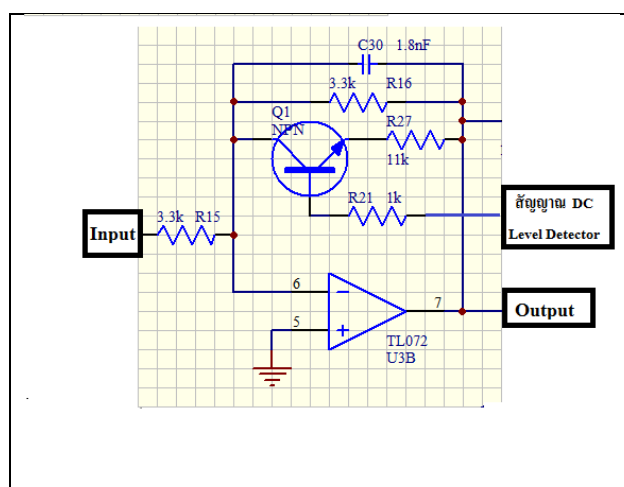 C30 1.8nF
3.3k R16
Q1
NPN
R27
11k
R21 1k
สัญญาณ DC
Level Detector
3.3k R15
Input
6
7
5
Output
TL072
U3B